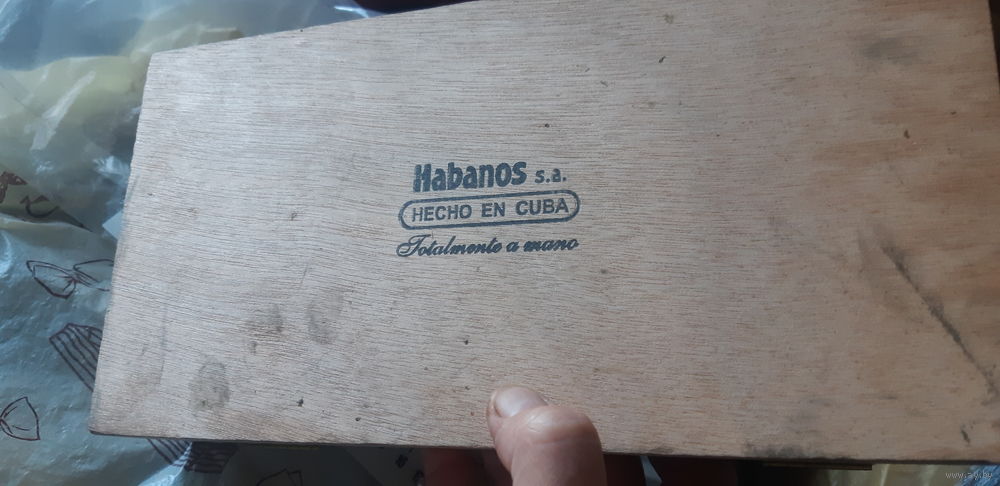 Habanos s.a.
HECHO EN CUBA
Totalmente a mano